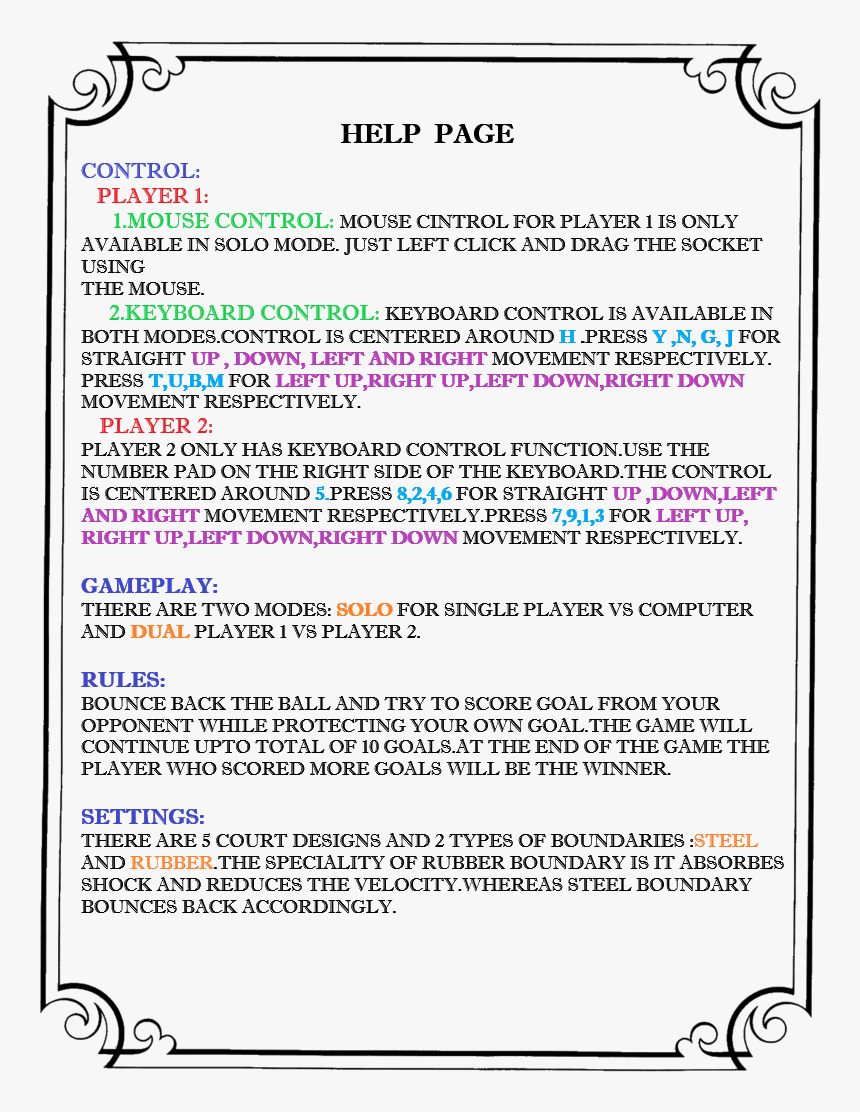 HELP PAGE
CONTROL:
PLAYER 1:
1.MOUSE CONTROL: MOUSE CINTROL FOR PLAYER 1 IS ONLY
AVAIABLE IN SOLO MODE. JUST LEFT CLICK AND DRAG THE SOCKET
USING
THE MOUSE.
2.KEYBOARD CONTROL: KEYBOARD CONTROL IS AVAILABLE IN
BOTH MODES.CONTROL IS CENTERED AROUND H .PRESS Y ,N, G, J FOR
STRAIGHT UP , DOWN, LEFT AND RIGHT MOVEMENT RESPECTIVELY.
PRESS T,U,B,M FOR LEFT UP,RIGHT UP,LEFT DOWN,RIGHT DOWN
MOVEMENT RESPECTIVELY.
PLAYER 2:
PLAYER 2 ONLY HAS KEYBOARD CONTROL FUNCTION.USE THE
NUMBER PAD ON THE RIGHT SIDE OF THE KEYBOARD.THE CONTROL
IS CENTERED AROUND 5.PRESS 8,2,4,6 FOR STRAIGHT UP ,DOWN,LEFT
AND RIGHT MOVEMENT RESPECTIVELY.PRESS 7,9,1,3 FOR LEFT UP,
RIGHT UP,LEFT DOWN,RIGHT DOWN MOVEMENT RESPECTIVELY.
GAMEPLAY:
THERE ARE TWO MODES: SOLO FOR SINGLE PLAYER VS COMPUTER
AND DUAL PLAYER 1 VS PLAYER 2.
RULES:
BOUNCE BACK THE BALL AND TRY TO SCORE GOAL FROM YOUR
OPPONENT WHILE PROTECTING YOUR OWN GOAL.THE GAME WILL
CONTINUE UPTO TOTAL OF 10 GOALS.AT THE END OF THE GAME THE
PLAYER WHO SCORED MORE GOALS WILL BE THE WINNER.
SETTINGS:
THERE ARE 5 COURT DESIGNS AND 2 TYPES OF BOUNDARIES :STEEL
AND RUBBER.THE SPECIALITY OF RUBBER BOUNDARY IS IT ABSORBES
SHOCK AND REDUCES THE VELOCITY.WHEREAS STEEL BOUNDARY
BOUNCES BACK ACCORDINGLY.